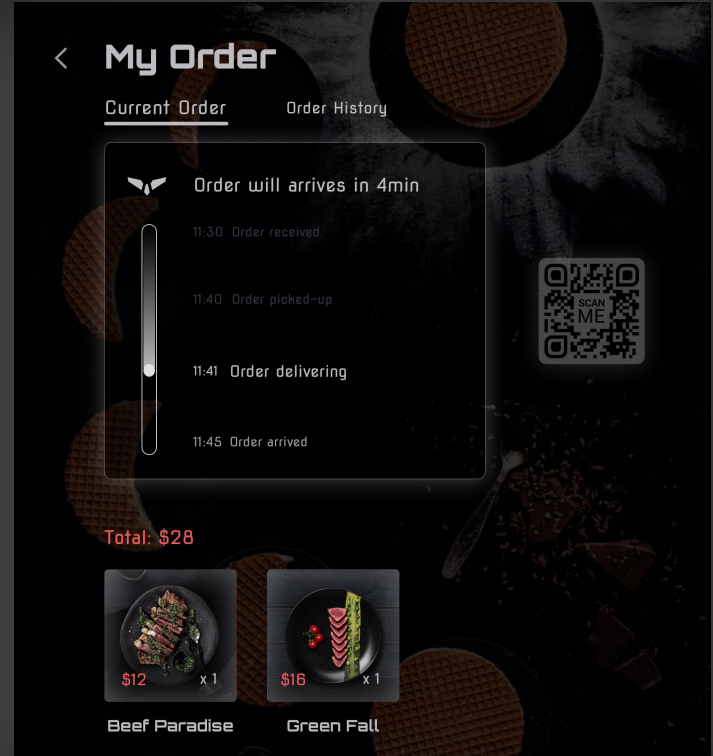 My Order
Current Order
Order History
Order will arrives in 4min
11:30 Order received
11:40 Order picked-up
11:41 Order delivering
11:45 Order arrived
SCAN
ME
Total: $28
$12 x 1
$16 x 1
Beef Paradise
Green Fall